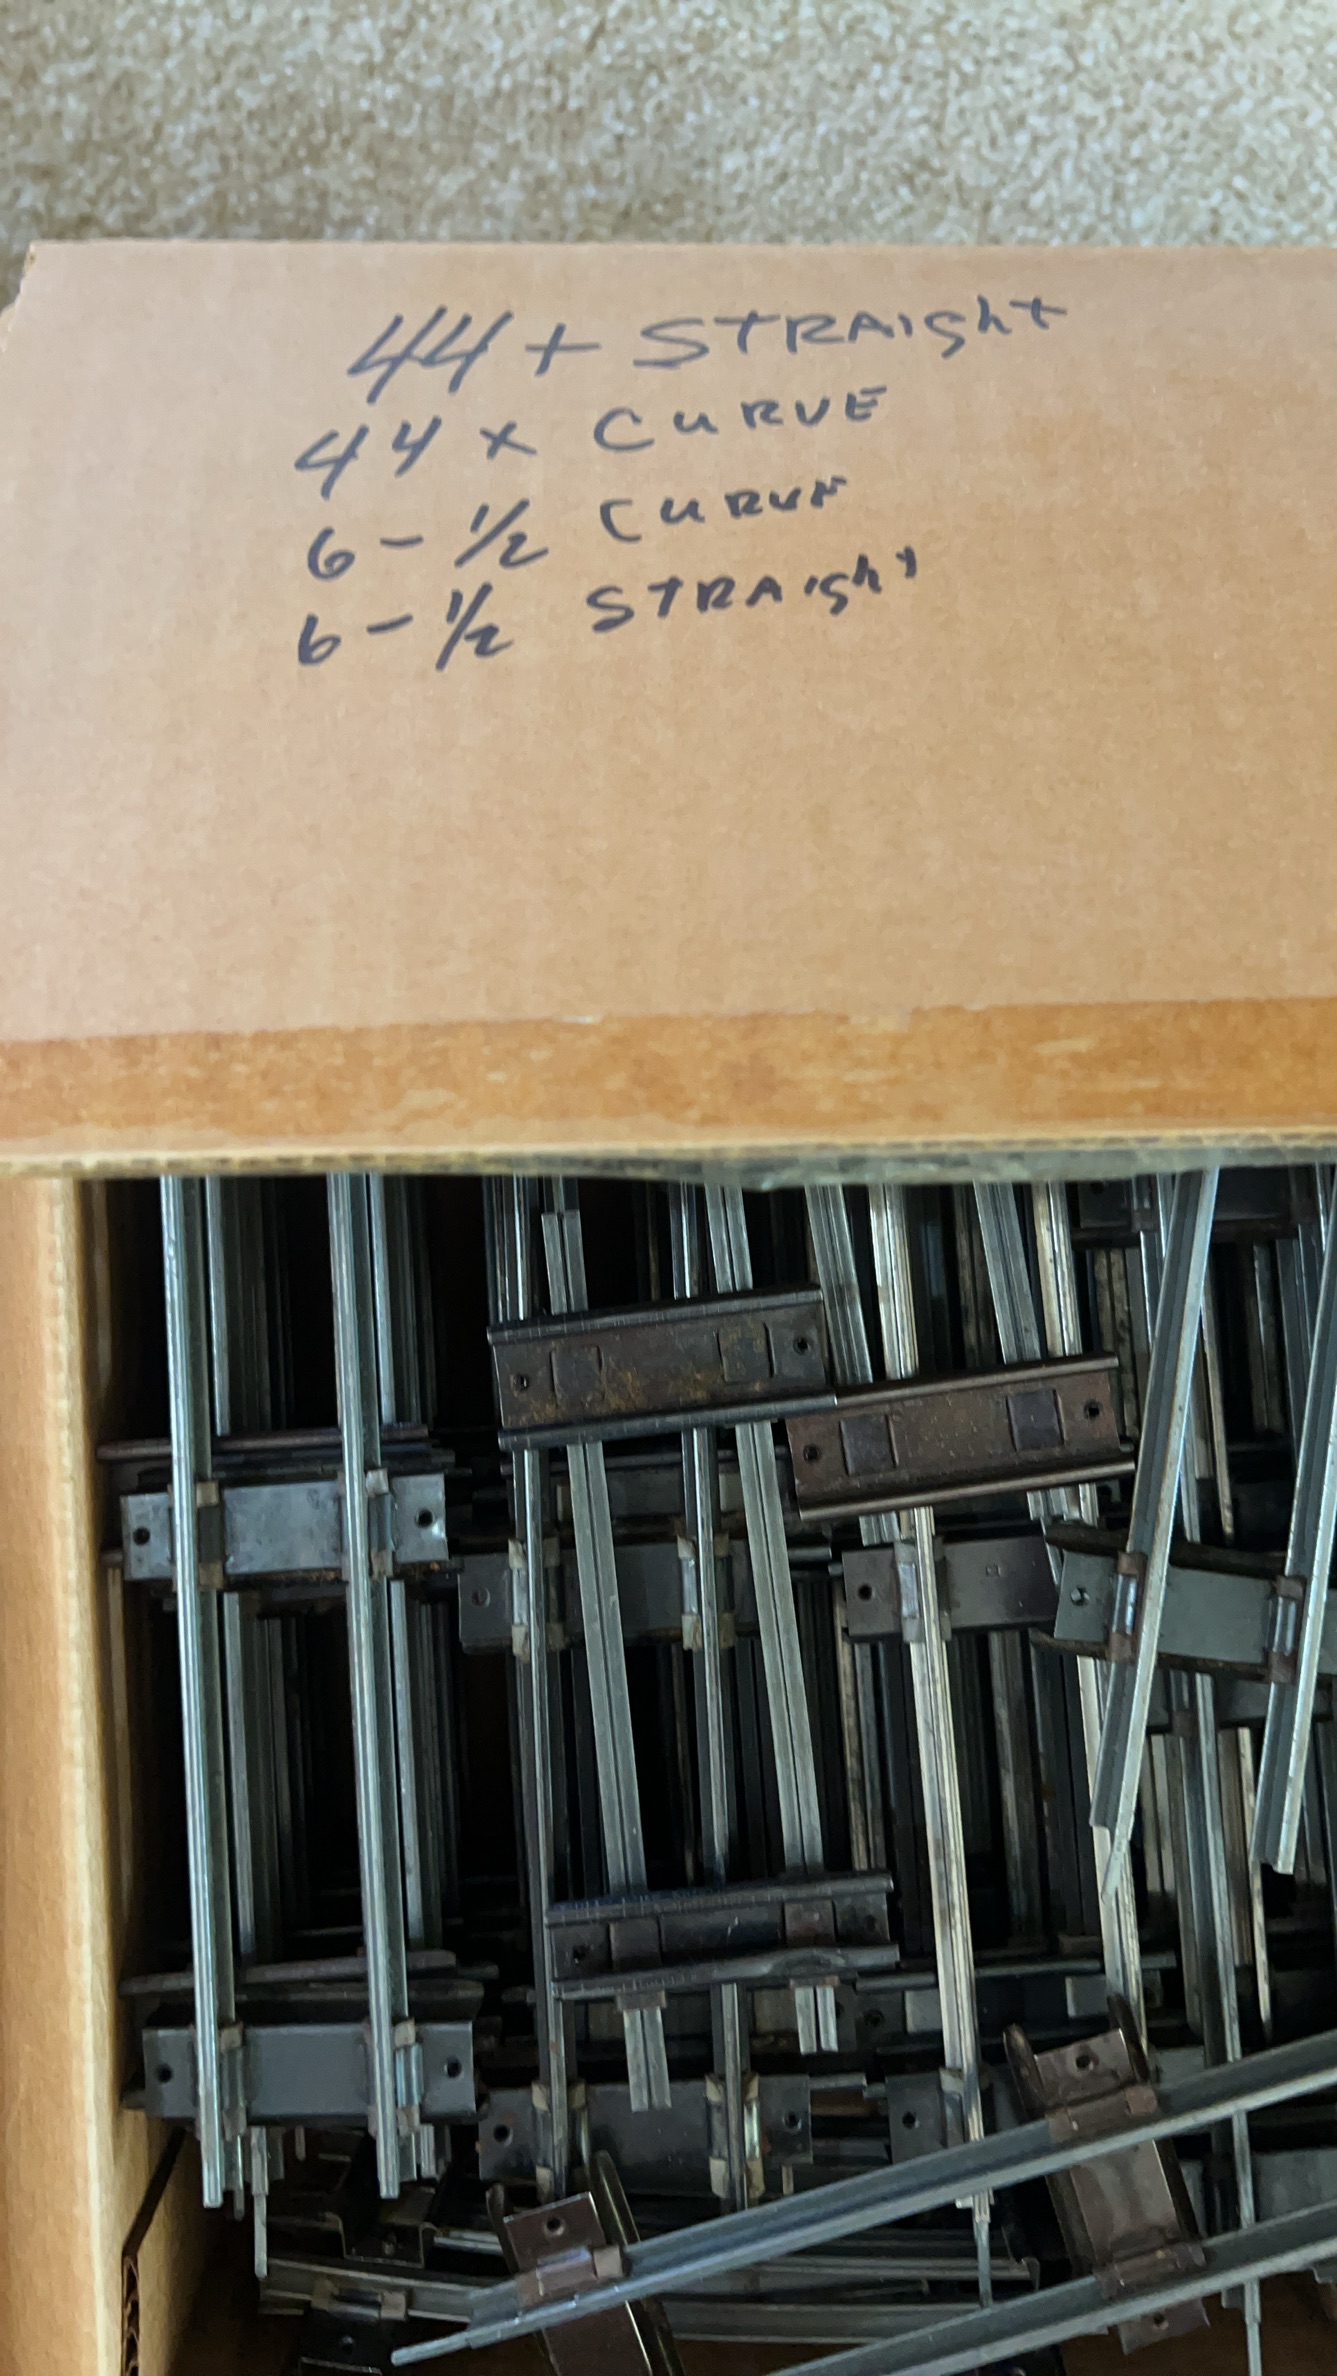 44 + STRAIGht
44 x CURVE
6 - 1/2 CURVE
6 - 1/2 STRAIGht